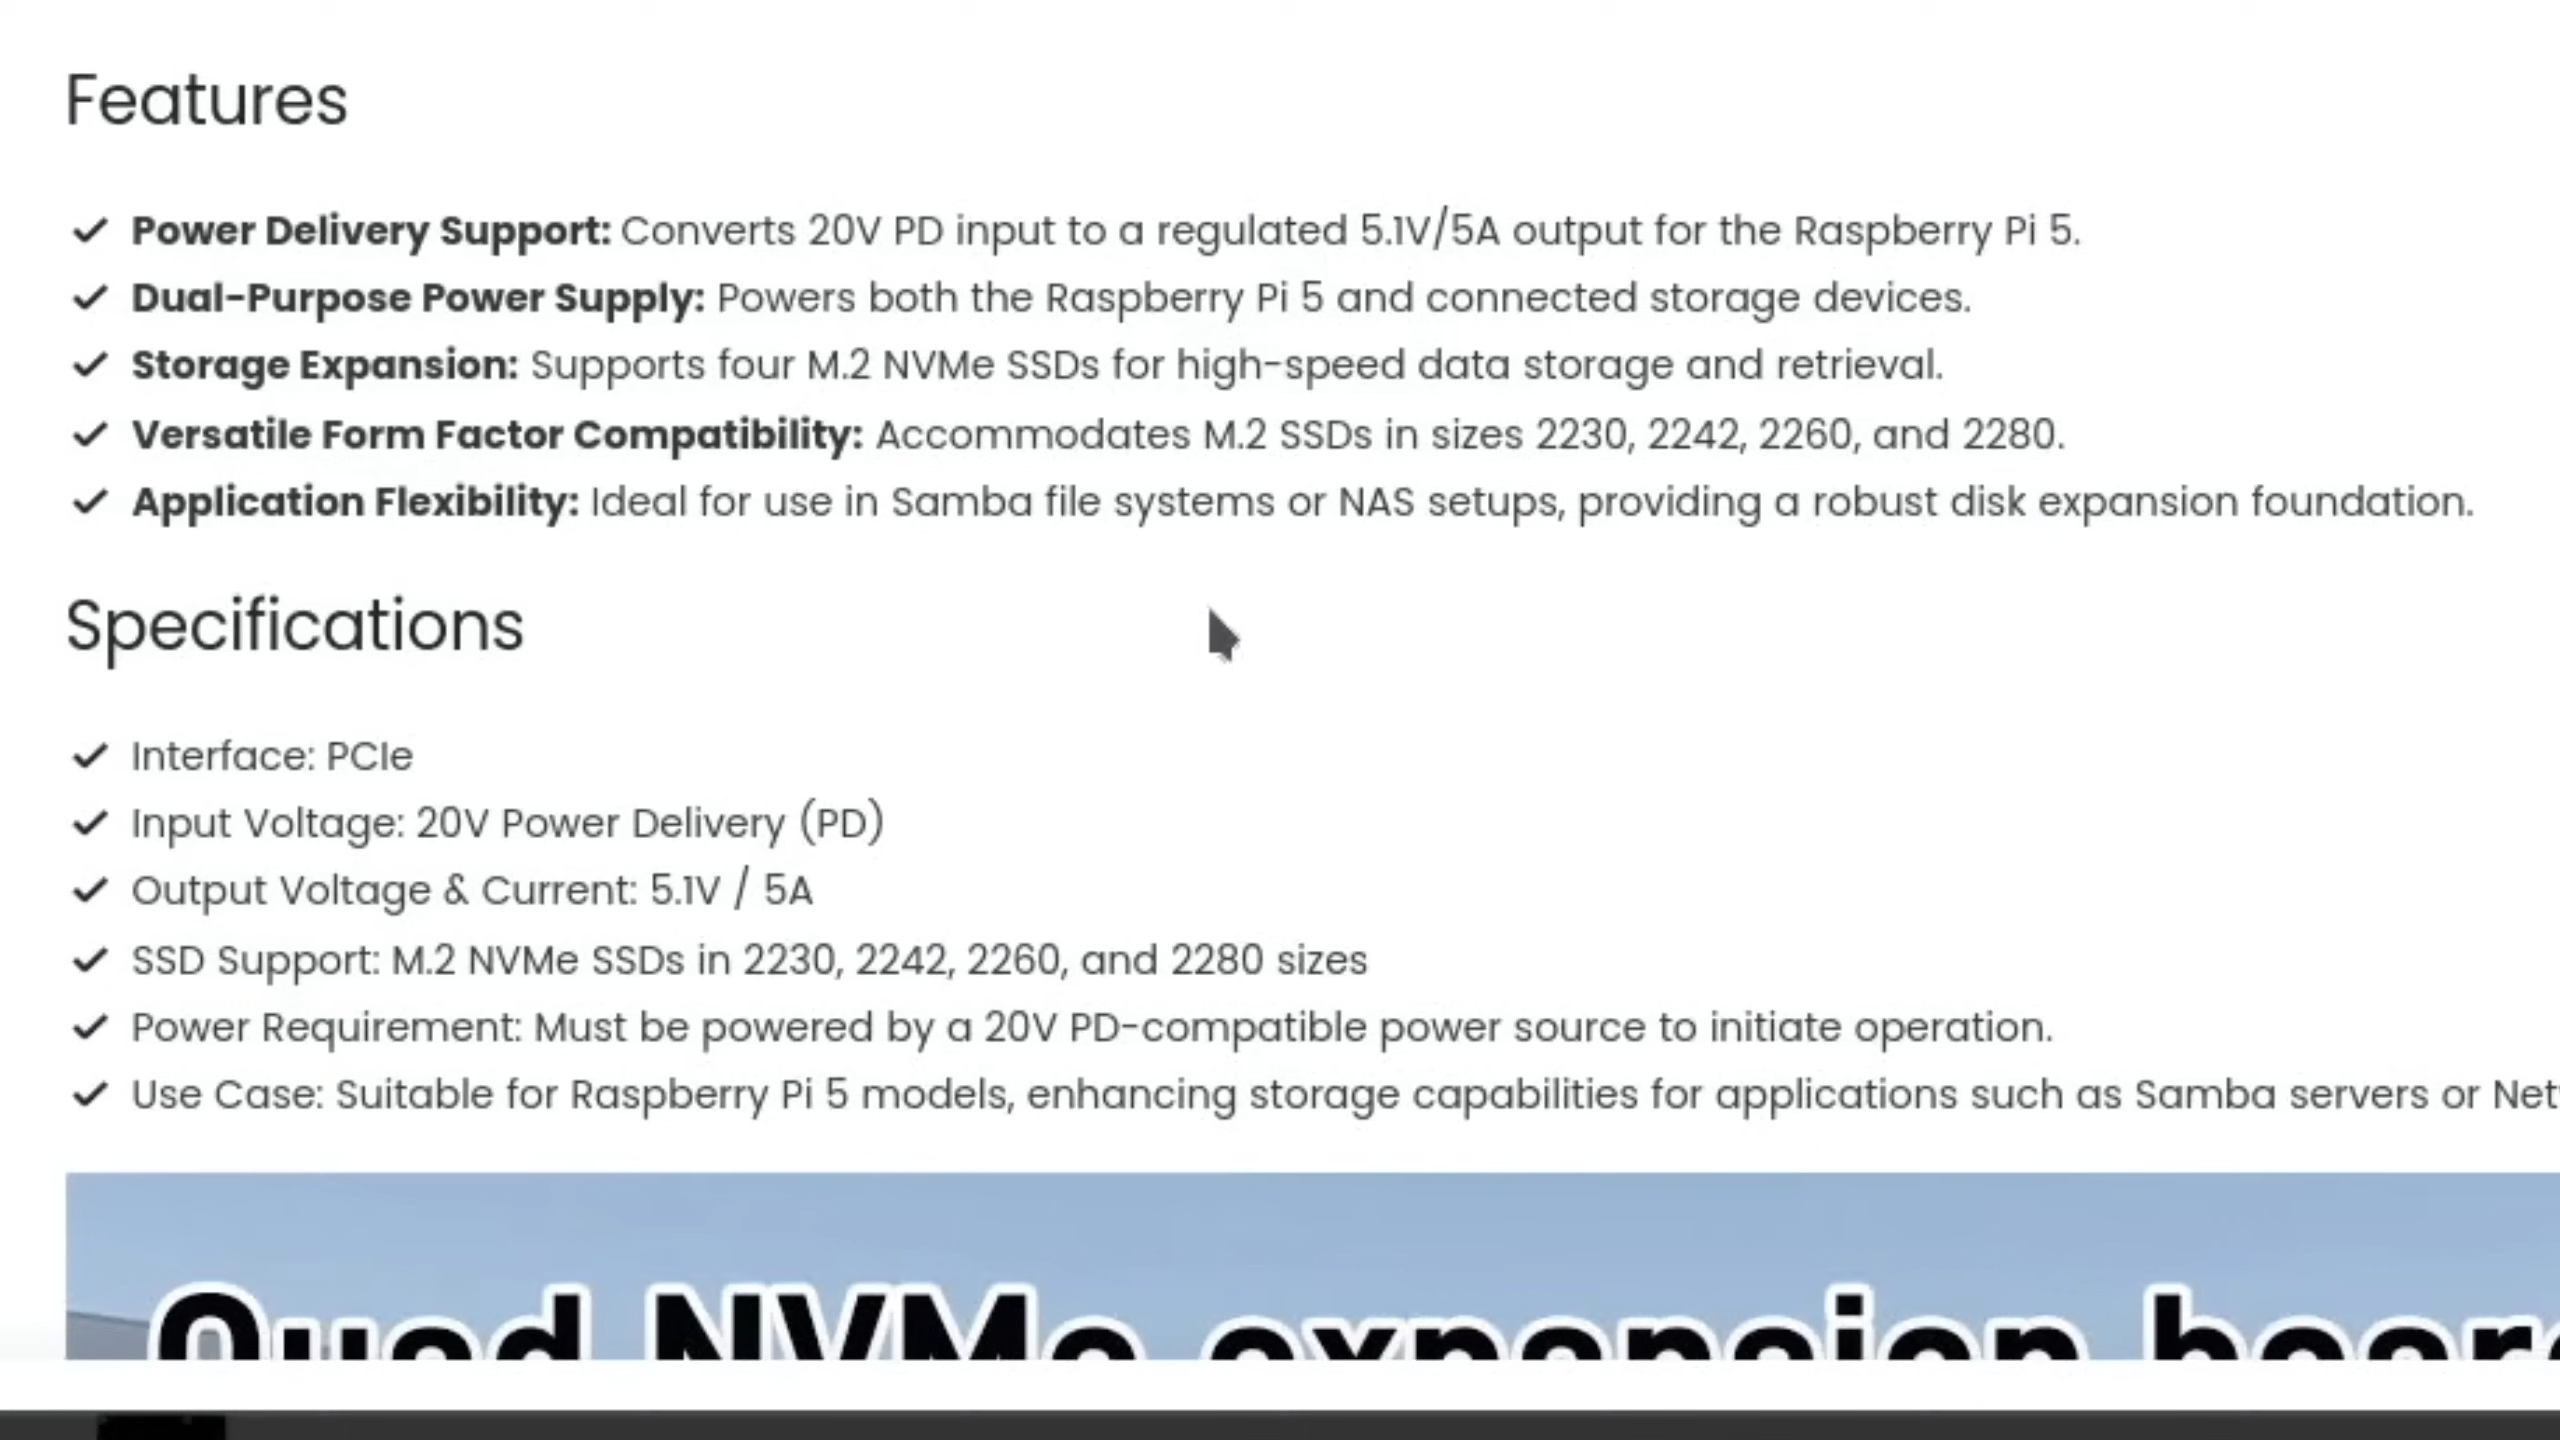 Features
Power Delivery Support: Converts 20V PD input to a regulated 5.1V/5A output for the Raspberry Pi 5.
Dual-Purpose Power Supply: Powers both the Raspberry Pi 5 and connected storage devices.
Storage Expansion: Supports four M.2 NVMe SSDs for high-speed data storage and retrieval.
Versatile Form Factor Compatibility: Accommodates M.2 SSDs in sizes 2230, 2242, 2260, and 2280.
Application Flexibility: Ideal for use in Samba file systems or NAS setups, providing a robust disk expansion foundation.
Specifications
Interface: PCIe
Input Voltage: 20V Power Delivery (PD)
Output Voltage & Current: 5.1V / 5A
SSD Support: M.2 NVMe SSDs in 2230, 2242, 2260, and 2280 sizes
Power Requirement: Must be powered by a 20V PD-compatible power source to initiate operation.
Use Case: Suitable for Raspberry Pi 5 models, enhancing storage capabilities for applications such as Samba servers or
Quad NVMe expansion